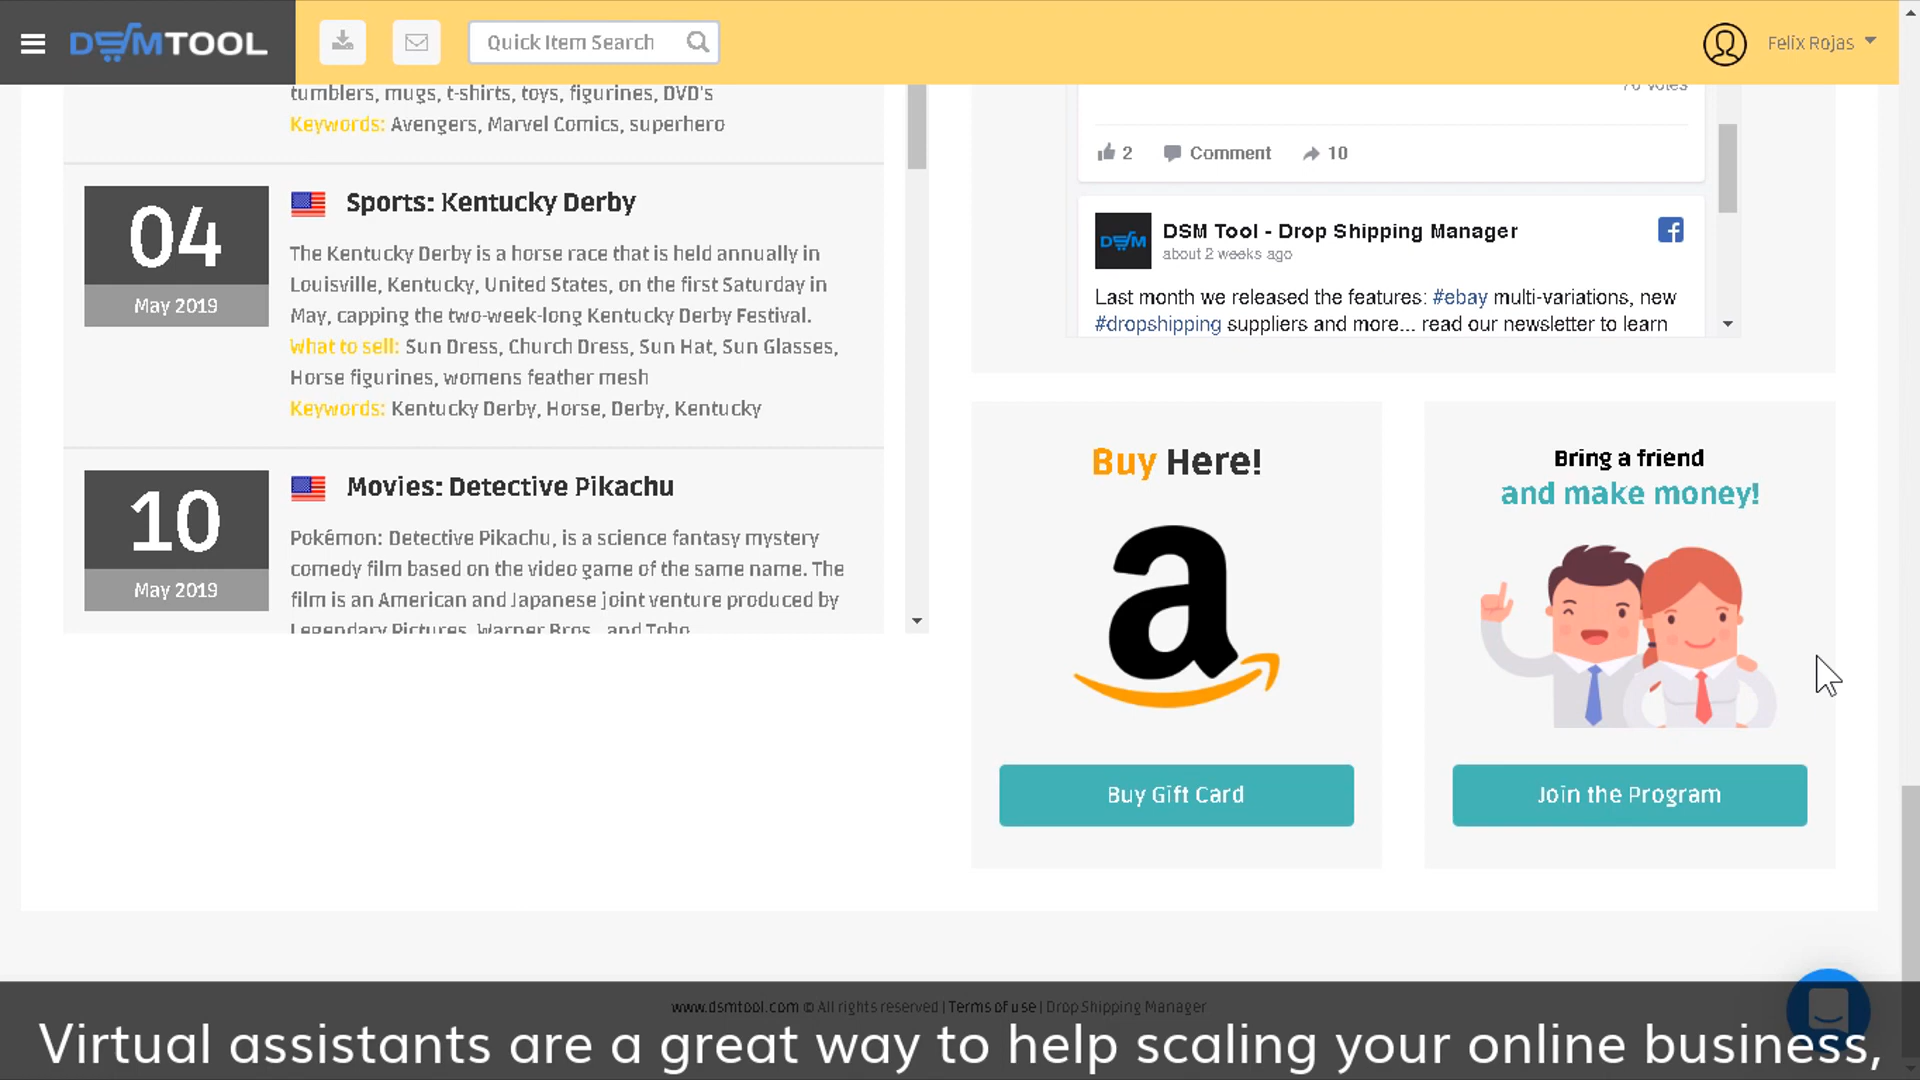 DSMTOOL
Quick Item Search
Felix Rojas
tumblers, mugs, t-shirts, toys, figurines, DVD's
Keywords: Avengers, Marvel Comics, superhero
04
May 2019
Sports: Kentucky Derby
The Kentucky Derby is a horse race that is held annually in
Louisville, Kentucky, United States, on the first Saturday in
May, capping the two-week-long Kentucky Derby Festival.
What to sell: Sun Dress, Church Dress, Sun Hat, Sun Glasses,
Horse figurines, womens feather mesh
Keywords: Kentucky Derby, Horse, Derby, Kentucky
10
May 2019
Movies: Detective Pikachu
Pokémon: Detective Pikachu, is a science fantasy mystery
comedy film based on the video game of the same name. The
film is an American and Japanese joint venture produced by
Legendary Pictures, Warner Bros., and Toho
70 votes
2 Comment 10
DSM
DSM Tool - Drop Shipping Manager
about 2 weeks ago
Last month we released the features: #ebay multi-variations, new
#dropshipping suppliers and more... read our newsletter to learn
Buy Here!
a
Buy Gift Card
Bring a friend
and make money!
Join the Program
www.dsmtool.com © All rights reserved | Terms of use | Drop Shipping Manager
Virtual assistants are a great way to help scaling your online business,